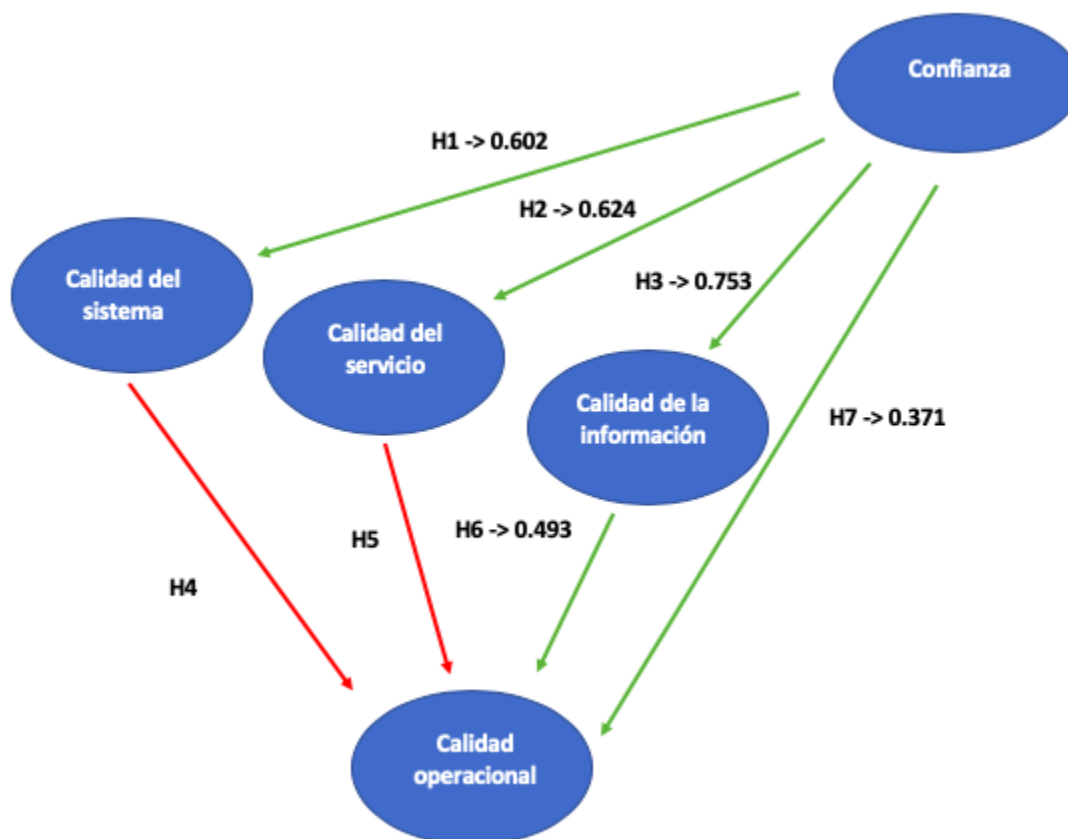 Confianza
H1 -> 0.602
H2 -> 0.624
Calidad del
sistema
H3 -> 0.753
Calidad del
servicio
Calidad de la
información
H7 -> 0.371
H6 -> 0.493
H5
H4
Calidad
operacional